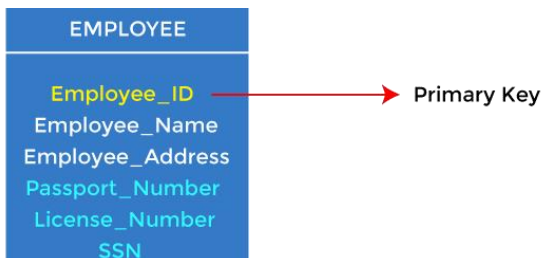 EMPLOYEE
Employee_ID Primary Key
Employee_Name
Employee_Address
Passport_Number
License_Number
SSN